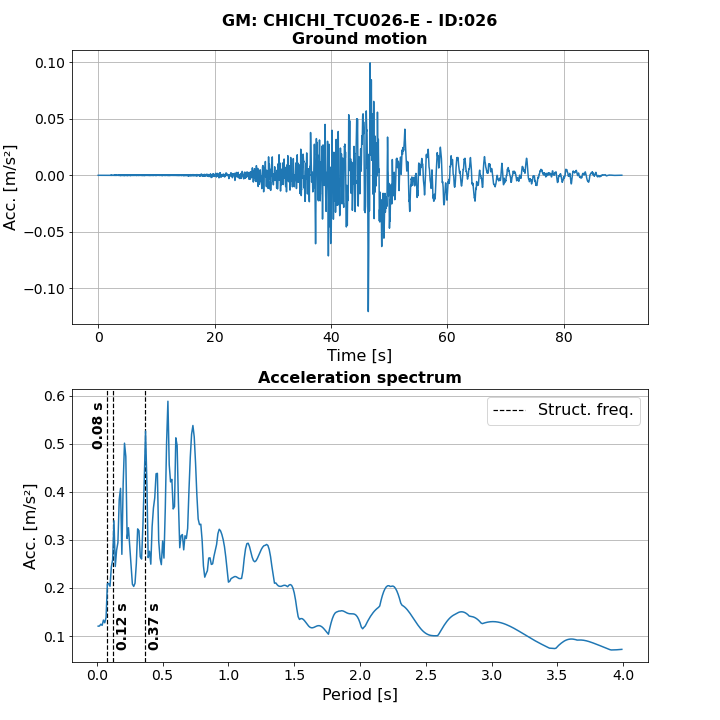 GM: CHICHI_TCU026-E - ID:026
Ground motion
0.10
0.05
0.00
−0.05
−0.10
Acc. [m/s²]
0 20 40 60 80
Time [s]
Acceleration spectrum
0.6
0.5
0.4
0.3
0.2
0.1
Acc. [m/s²]
0.08 s
0.12 s
0.37 s
Struct. freq.
0.0 0.5 1.0 1.5 2.0 2.5 3.0 3.5 4.0
Period [s]